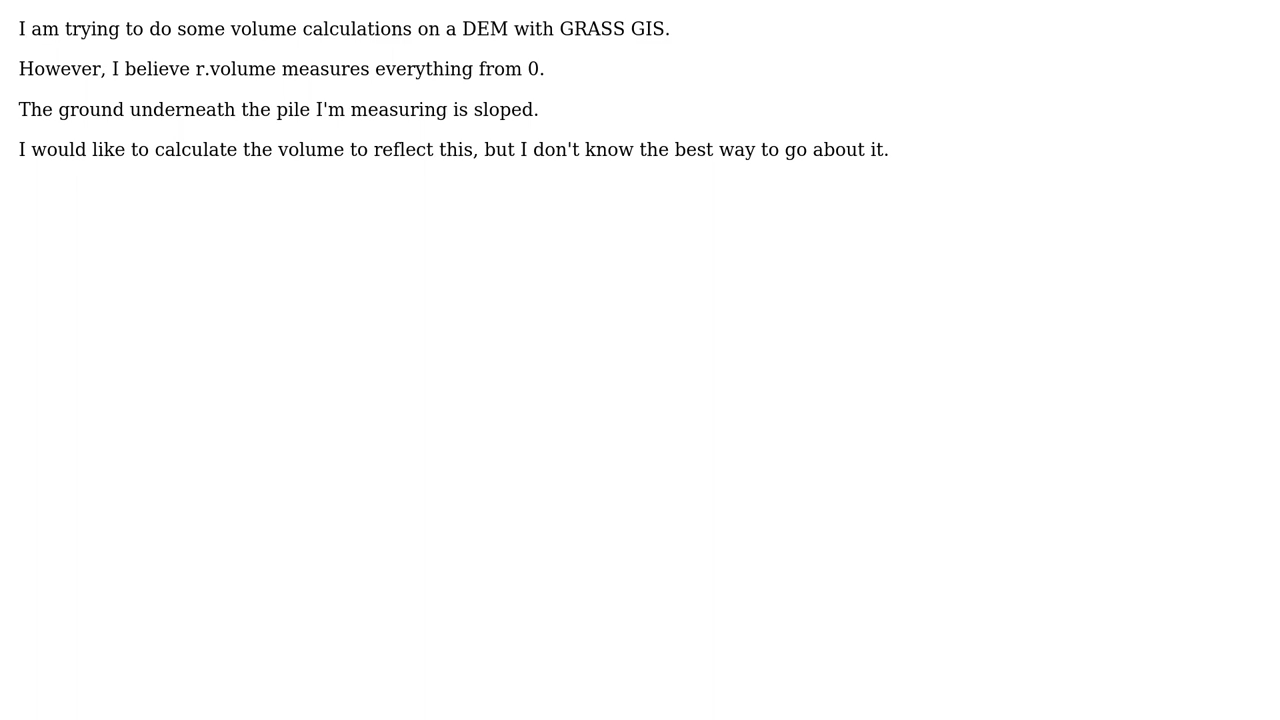 I am trying to do some volume calculations on a DEM with GRASS GIS.
However, I believe r.volume measures everything from 0.
The ground underneath the pile I'm measuring is sloped.
I would like to calculate the volume to reflect this, but I don't know the best way to go about it.